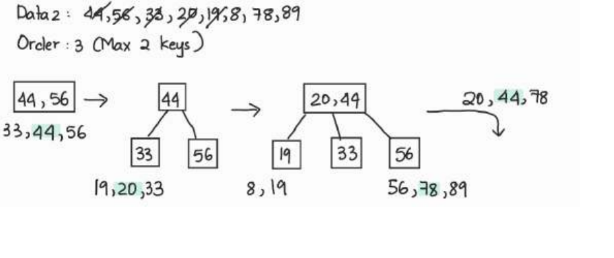 Data 2: 44, 56, 33, 20, 19, 8, 78, 89
Order: 3 (Max 2 keys)
44, 56
44
20, 44
20, 44, 78
33, 44, 56
33
56
19
33
56
19, 20, 33
8, 19
56, 78, 89